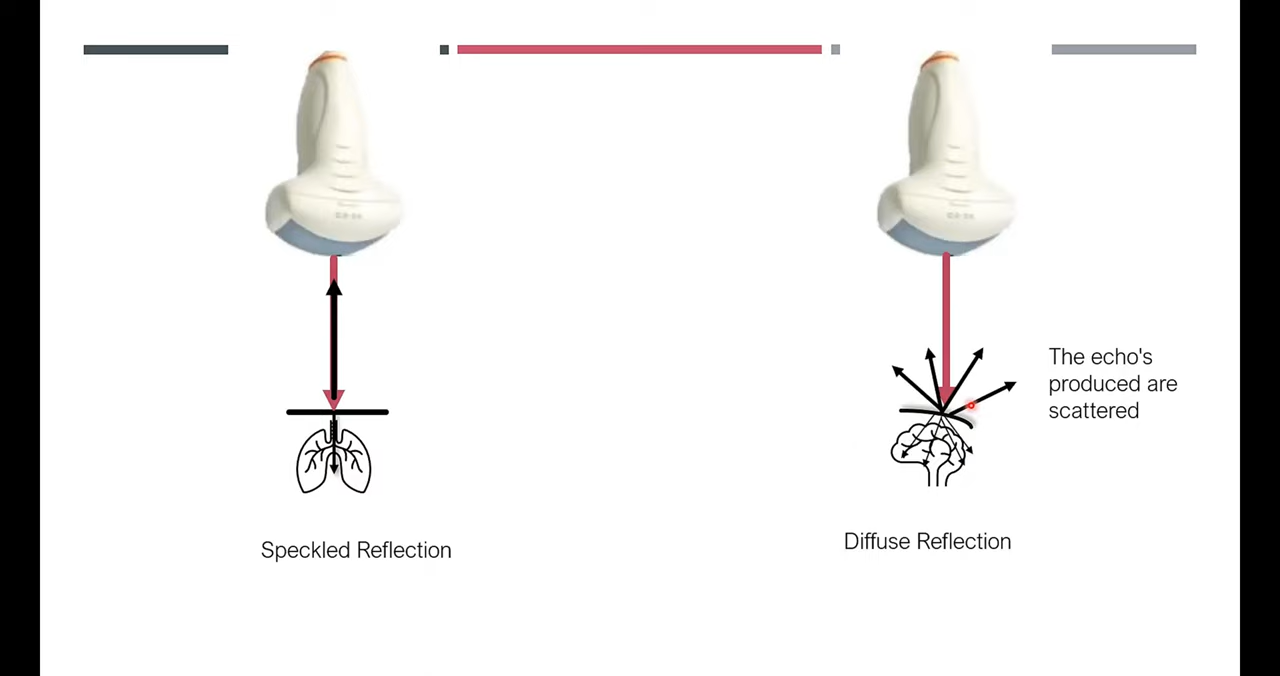 The echo's
produced are
scattered
Speckled Reflection
Diffuse Reflection